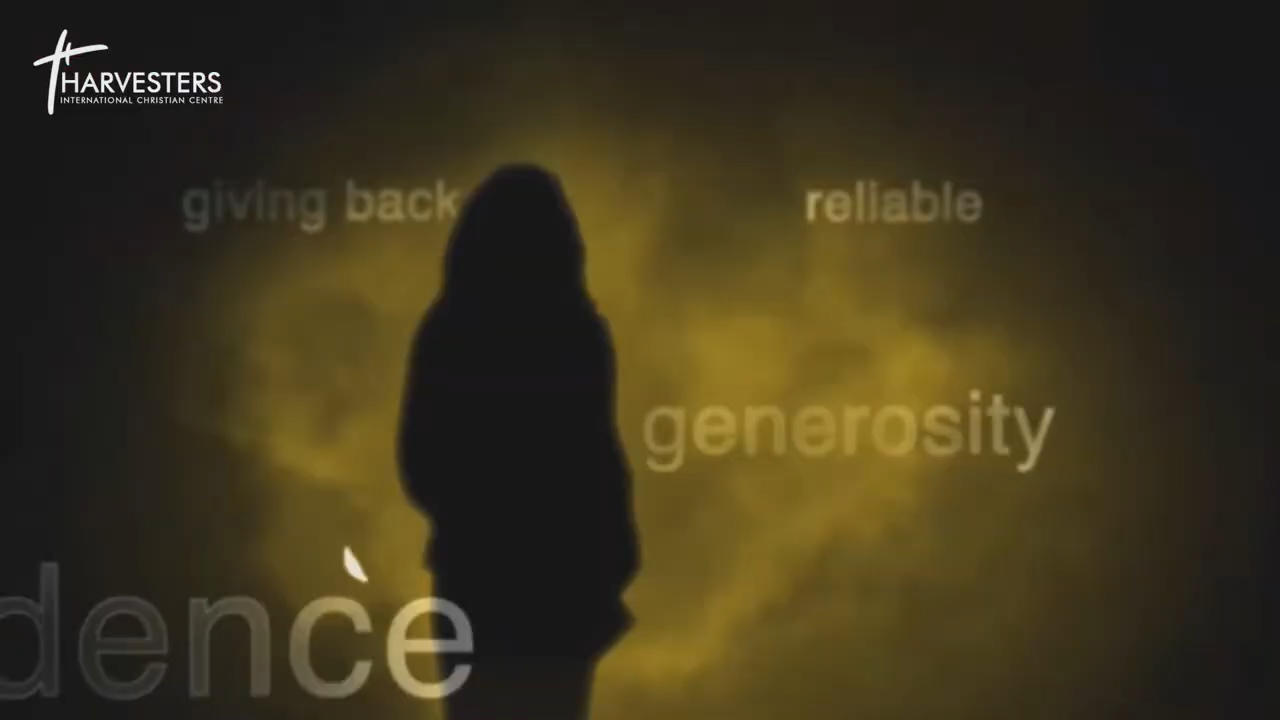 HARVESTERS
INTERNATIONAL CHRISTIAN CENTRE
giving back
reliable
generosity
dence